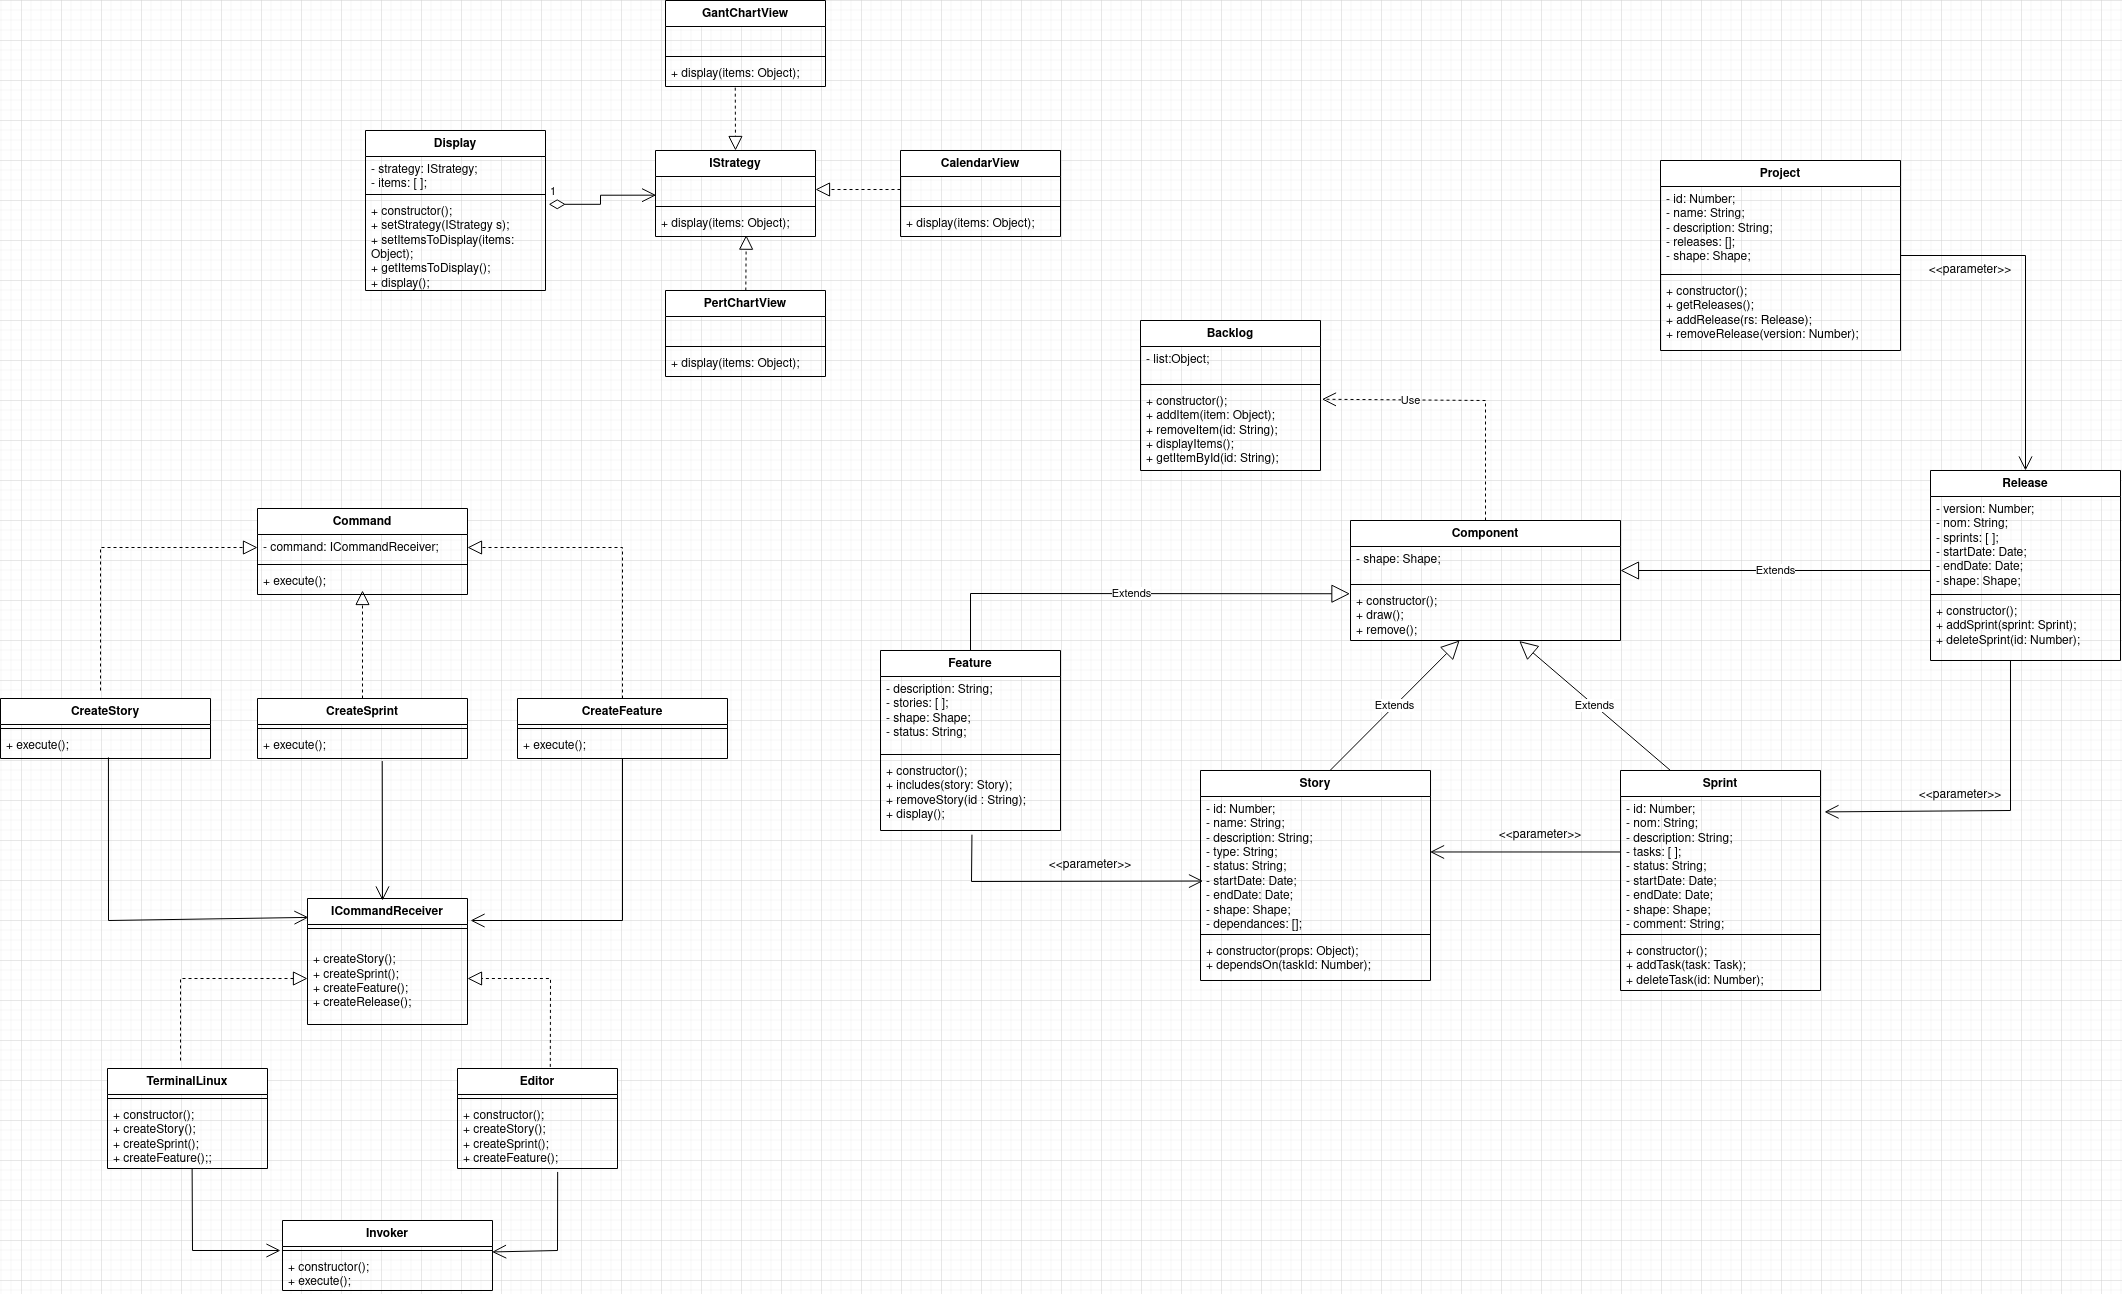 GantChartView
+ display(items: Object);
Display
- strategy: IStrategy;
- items: [ ];
+ constructor();
+ setStrategy(IStrategy s);
+ setItemsToDisplay(items:
Object);
+ getItemsToDisplay();
+ display();
1
IStrategy
+ display(items: Object);
CalendarView
+ display(items: Object);
PertChartView
+ display(items: Object);
Project
- id: Number;
- name: String;
- description: String;
- releases: [];
- shape: Shape;
+ constructor();
+ getReleases();
+ addRelease(rs: Release);
+ removeRelease(version: Number);
<<parameter>>
Backlog
- list:Object;
+ constructor();
+ addItem(item: Object);
+ removeItem(id: String);
+ displayItems();
+ getItemById(id: String);
Use
Release
- version: Number;
- nom: String;
- sprints: [ ];
- startDate: Date;
- endDate: Date;
- shape: Shape;
+ constructor();
+ addSprint(sprint: Sprint);
+ deleteSprint(id: Number);
Component
- shape: Shape;
+ constructor();
+ draw();
+ remove();
Extends
Extends
Extends
Extends
Command
- command: ICommandReceiver;
+ execute();
CreateStory
+ execute();
CreateSprint
+ execute();
CreateFeature
+ execute();
Feature
- description: String;
- stories: [ ];
- shape: Shape;
- status: String;
+ constructor();
+ includes(story: Story);
+ removeStory(id : String);
+ display();
<<parameter>>
Story
- id: Number;
- name: String;
- description: String;
- type: String;
- status: String;
- startDate: Date;
- endDate: Date;
- shape: Shape;
- dependances: [];
+ constructor(props: Object);
+ dependsOn(taskId: Number);
<<parameter>>
Sprint
- id: Number;
- nom: String;
- description: String;
- tasks: [ ];
- status: String;
- startDate: Date;
- endDate: Date;
- shape: Shape;
- comment: String;
+ constructor();
+ addTask(task: Task);
+ deleteTask(id: Number);
<<parameter>>
ICommandReceiver
+ createStory();
+ createSprint();
+ createFeature();
+ createRelease();
TerminalLinux
+ constructor();
+ createStory();
+ createSprint();
+ createFeature();;
Editor
+ constructor();
+ createStory();
+ createSprint();
+ createFeature();
Invoker
+ constructor();
+ execute();